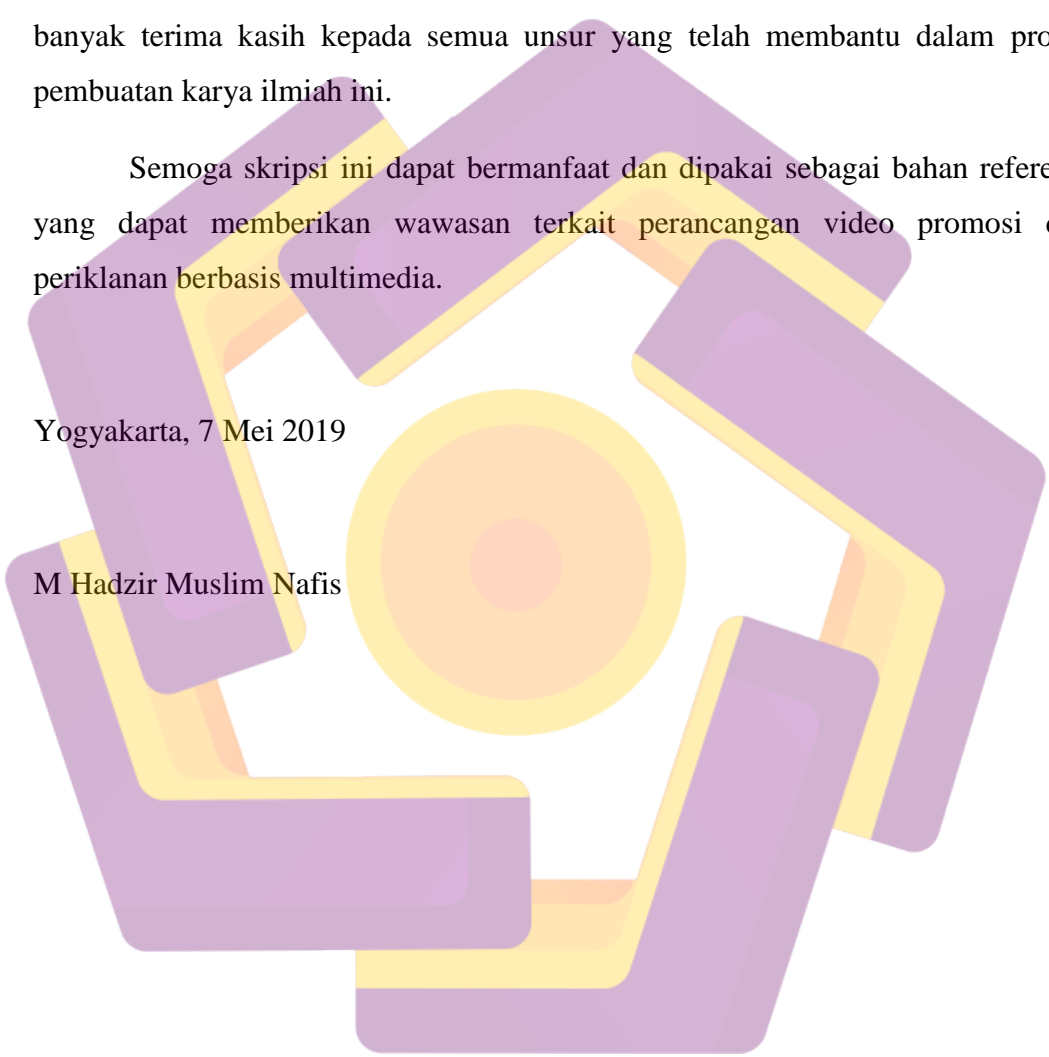 banyak terima kasih kepada semua unsur yang telah membantu dalam pro
pembuatan karya ilmiah ini.
Semoga skripsi ini dapat bermanfaat dan dipakai sebagai bahan refere
yang dapat memberikan wawasan terkait perancangan video promosi
periklanan berbasis multimedia.
Yogyakarta, 7 Mei 2019
M Hadzir Muslim Nafis